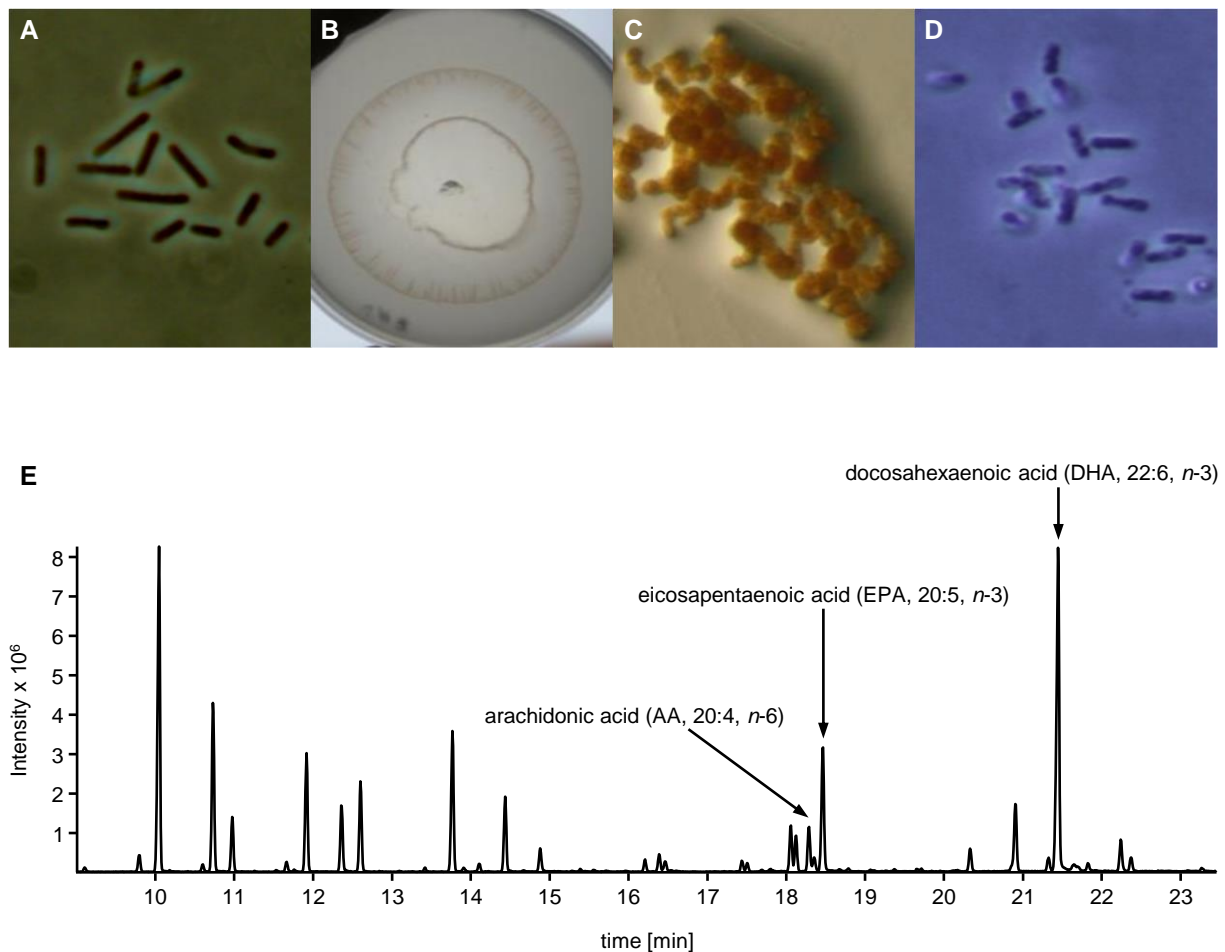 A
B
C
D
E
docosahexaenoic acid (DHA, 22:6, n-3)
eicosapentaenoic acid (EPA, 20:5, n-3)
arachidonic acid (AA, 20:4, n-6)
Intensity x 10⁶
8
7
6
5
4
3
2
1
10 11 12 13 14 15 16 17 18 19 20 21 22 23
time [min]